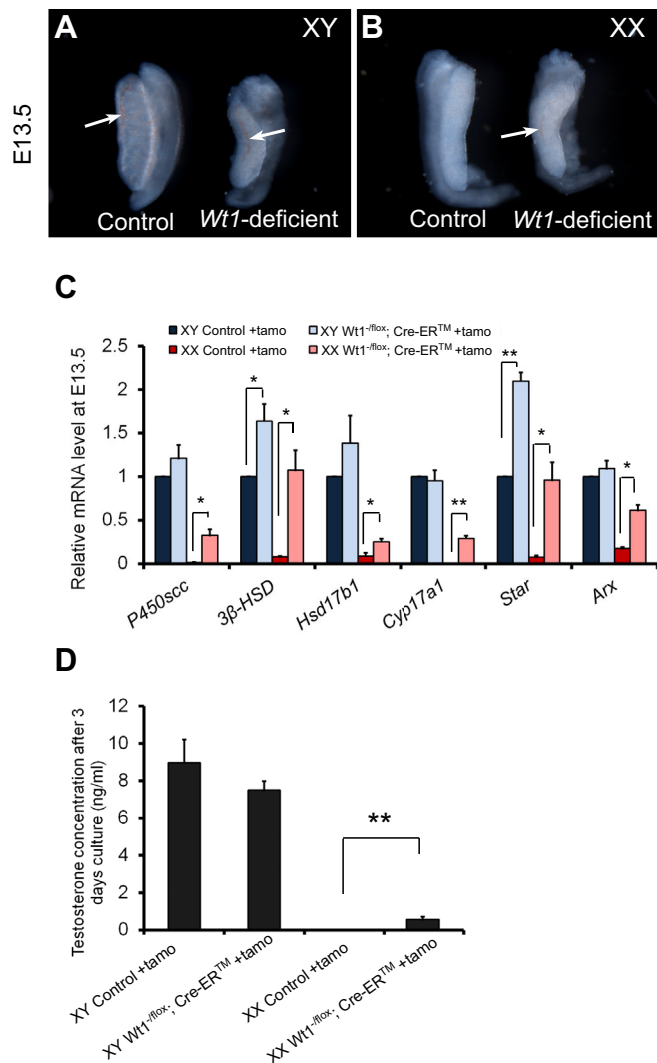 A XY
B XX
E13.5
Control Wt1-deficient
Control Wt1-deficient
C
XY Control +tamo XY Wt1-/flox; Cre-ERTM +tamo
XX Control +tamo XX Wt1-/flox; Cre-ERTM +tamo
Relative mRNA level at E13.5
2.5
2
1.5
1
0.5
0
* * * * ** ** * *
P450scc 3β-HSD Hsd17b1 Cyp17a1 Star Arx
D
Testosterone concentration after 3
days culture (ng/ml)
14
12
10
8
6
4
2
0
**
XY Control +tamo
XY Wt1-/flox; Cre-ERTM +tamo
XX Control +tamo
XX Wt1-/flox; Cre-ERTM +tamo